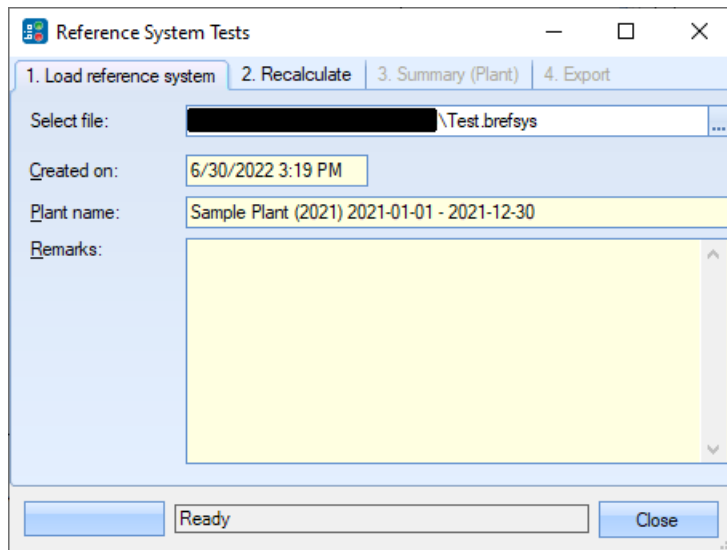 Reference System Tests
1. Load reference system 2. Recalculate 3. Summary (Plant) 4. Export
Select file: \Test.brefsys ...
Created on: 6/30/2022 3:19 PM
Plant name: Sample Plant (2021) 2021-01-01 - 2021-12-30
Remarks:
Ready Close